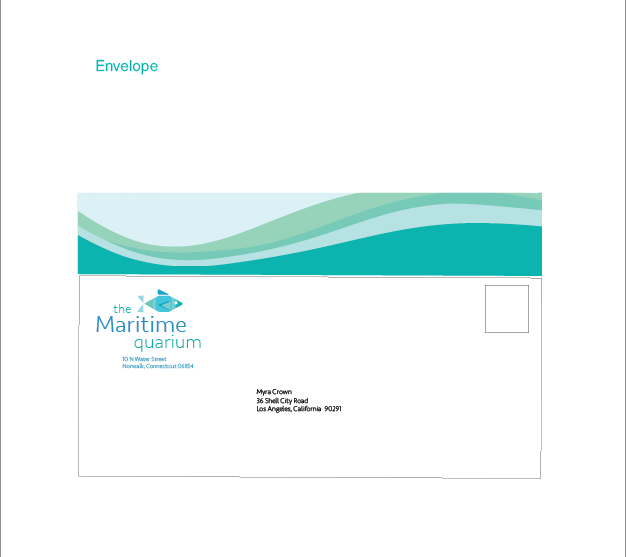 Envelope
the
Maritime
quarium
10 N Water Street
Norwalk, Connecticut 06854
Myra Crown
36 Shell City Road
Los Angeles, California 90291